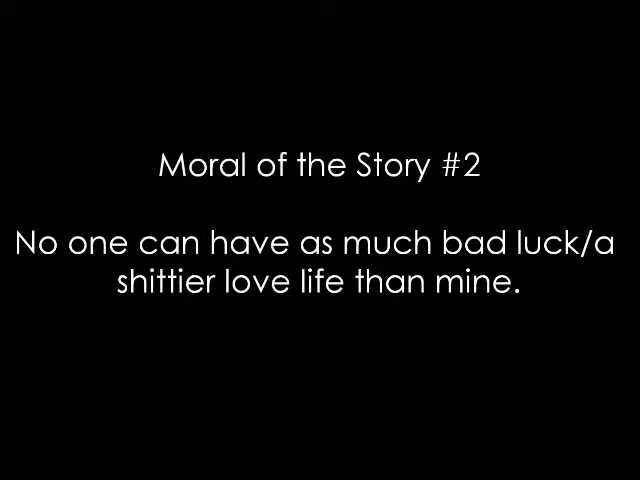 Moral of the Story #2
No one can have as much bad luck/a
shittier love life than mine.